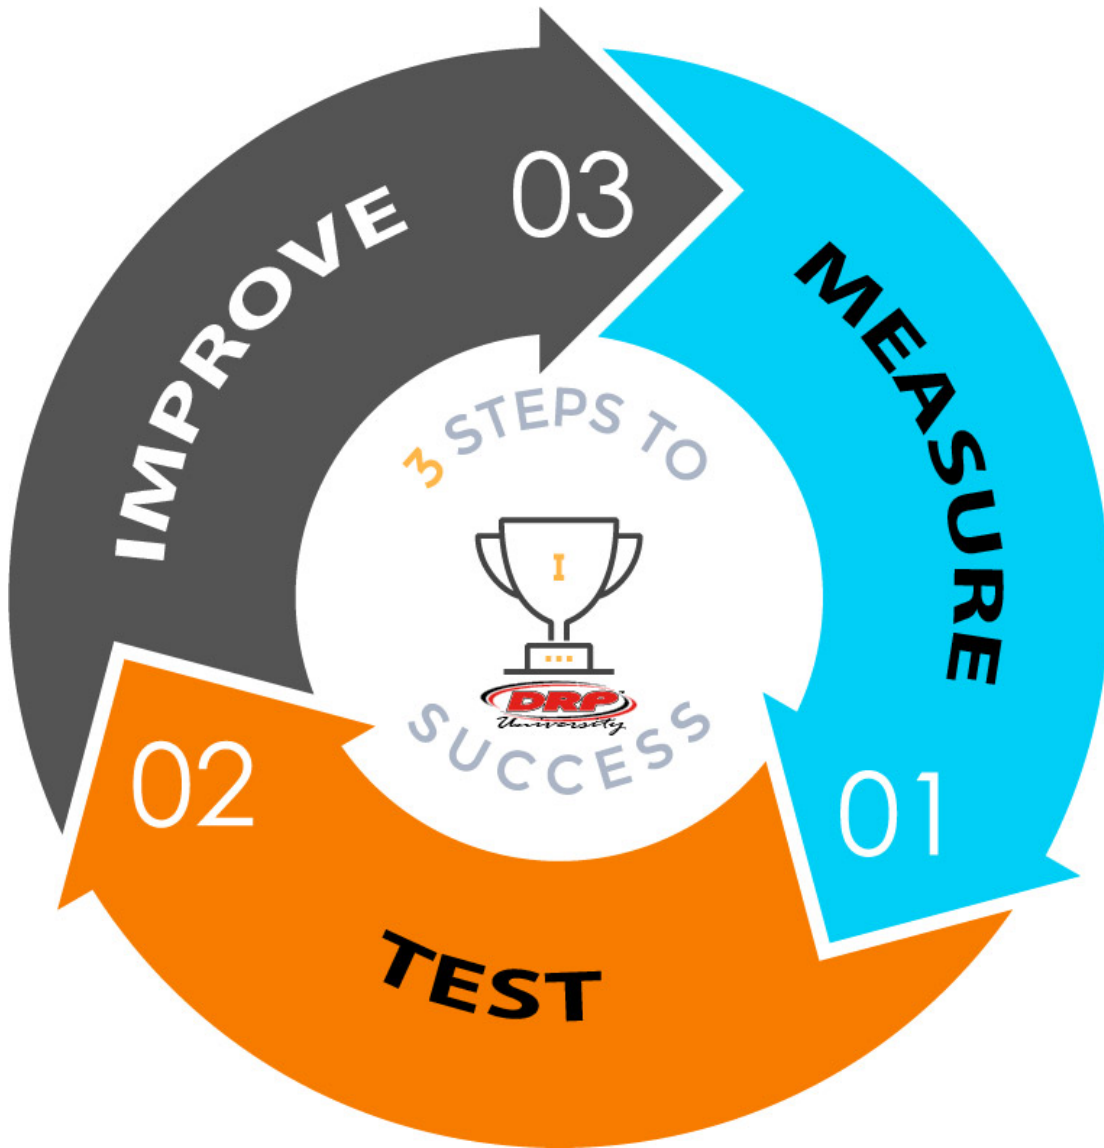 3 STEPS TO
I
DRP
University
SUCCESS
MEASURE
01
TEST
02
IMPROVE
03